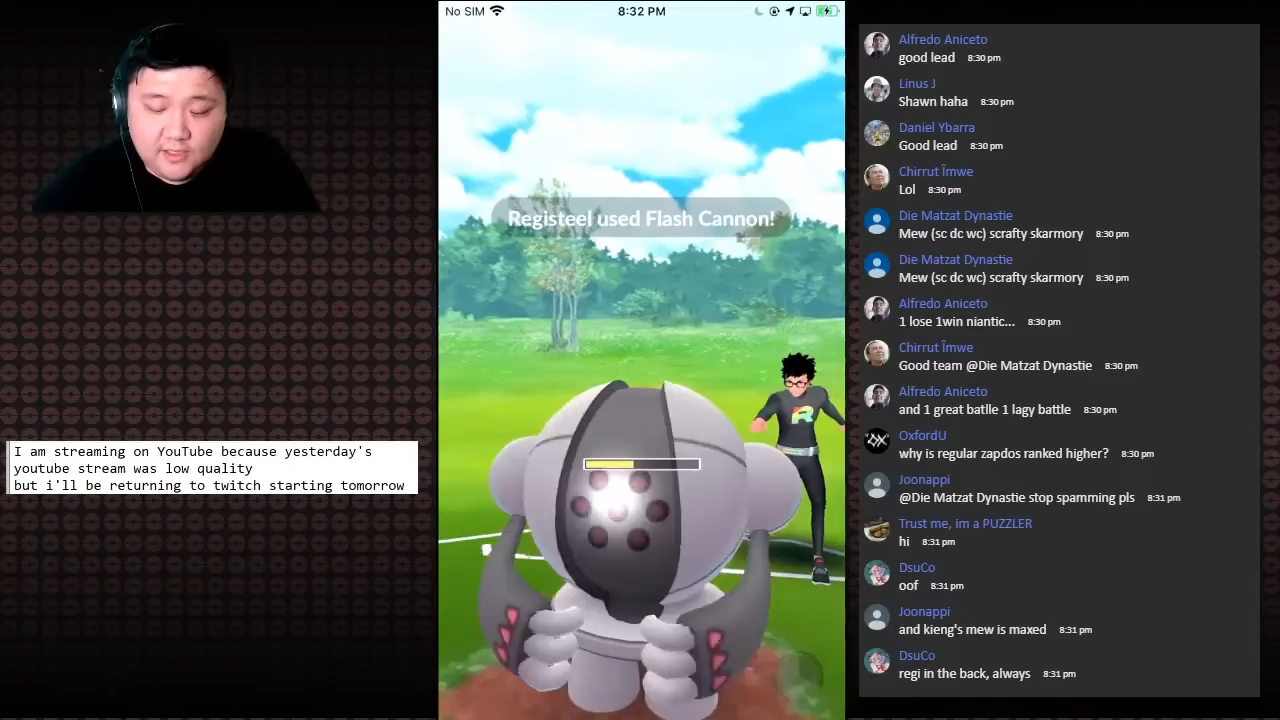 No SIM
8:32 PM
Registeel used Flash Cannon!
R
I am streaming on YouTube because yesterday's
youtube stream was low quality
but i'll be returning to twitch starting tomorrow
Alfredo Aniceto
good lead 8:30 pm
Linus J
Shawn haha 8:30 pm
Daniel Ybarra
Good lead 8:30 pm
Chirrut Îmwe
Lol 8:30 pm
Die Matzat Dynastie
Mew (sc dc wc) scrafty skarmory 8:30 pm
Die Matzat Dynastie
Mew (sc dc wc) scrafty skarmory 8:30 pm
Alfredo Aniceto
1 lose 1win niantic... 8:30 pm
Chirrut Îmwe
Good team @Die Matzat Dynastie 8:30 pm
Alfredo Aniceto
and 1 great batlle 1 lagy battle 8:30 pm
OxfordU
why is regular zapdos ranked higher? 8:30 pm
Joonappi
@Die Matzat Dynastie stop spamming pls 8:31 pm
Trust me, im a PUZZLER
hi 8:31 pm
DsuCo
oof 8:31 pm
Joonappi
and kieng's mew is maxed 8:31 pm
DsuCo
regi in the back, always 8:31 pm